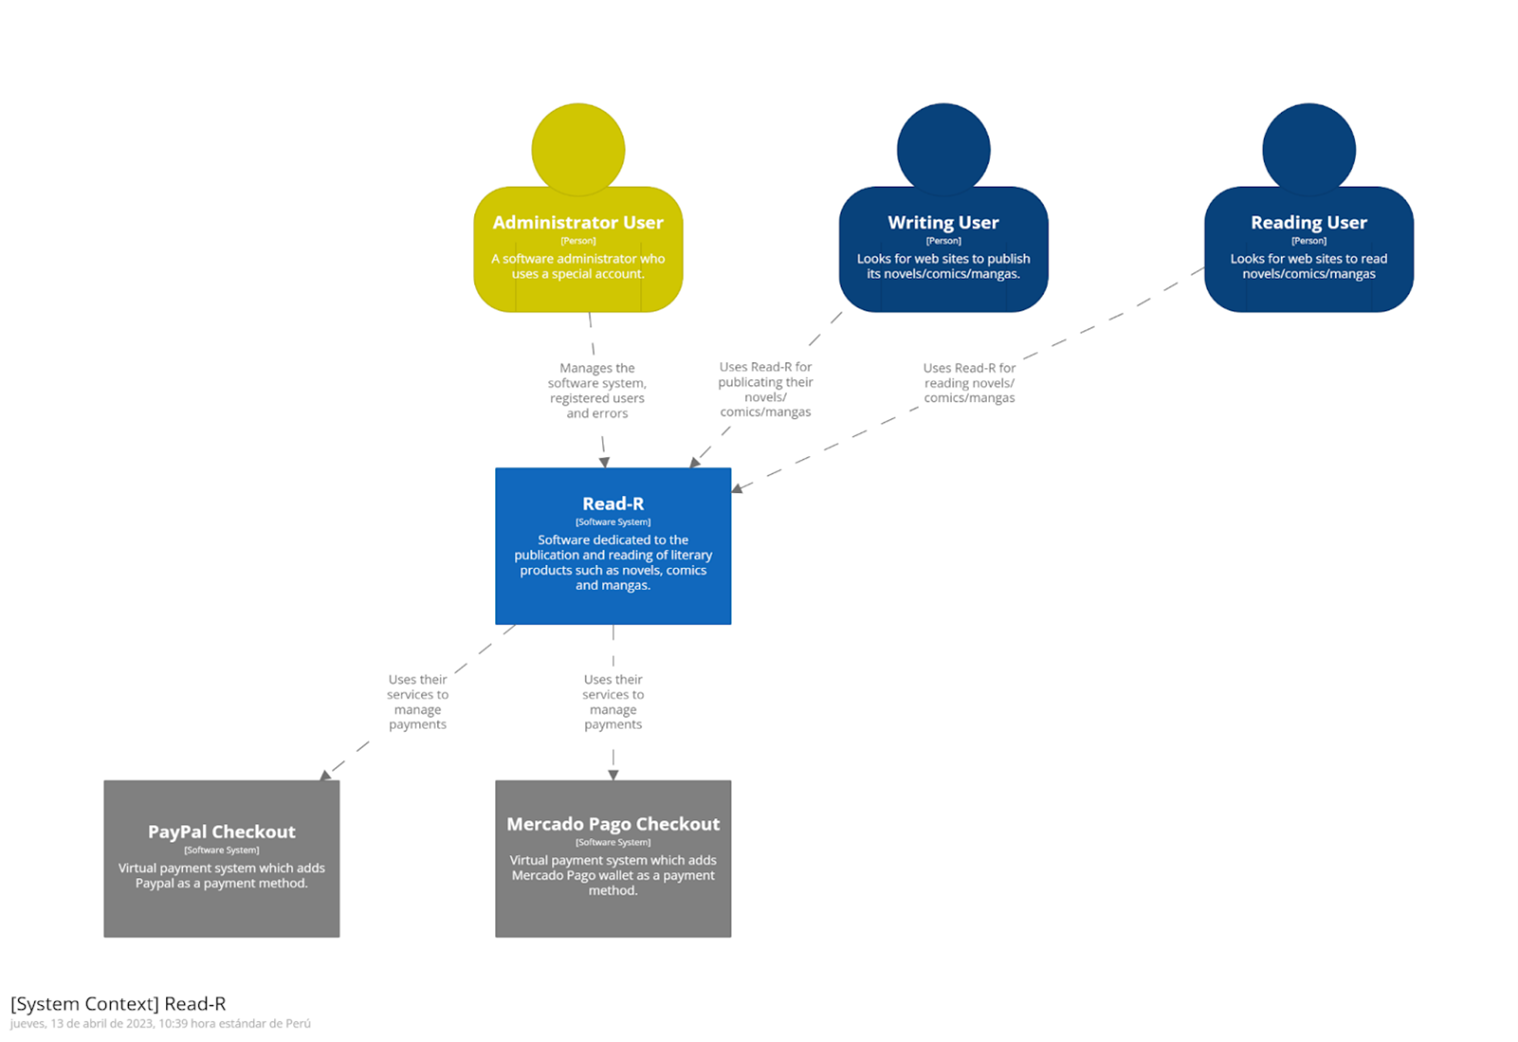 Administrator User
[Person]
A software administrator who
uses a special account.
Writing User
[Person]
Looks for web sites to publish
its novels/comics/mangas.
Reading User
[Person]
Looks for web sites to read
novels/comics/mangas
Manages the
software system,
registered users
and errors
Uses Read-R for
publicating their
novels/
comics/mangas
Uses Read-R for
reading novels/
comics/mangas
Read-R
[Software System]
Software dedicated to the
publication and reading of literary
products such as novels, comics
and mangas.
Uses their
services to
manage
payments
Uses their
services to
manage
payments
PayPal Checkout
[Software System]
Virtual payment system which adds
Paypal as a payment method.
Mercado Pago Checkout
[Software System]
Virtual payment system which adds
Mercado Pago wallet as a payment
method.
[System Context] Read-R
jueves, 13 de abril de 2023, 10:39 hora estándar de Perú